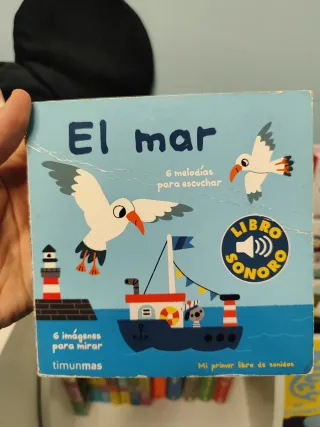 El mar
6 melodías
para escuchar
LIBRO
SONORO
6 imágenes
para mirar
timunmas
Mi primer libro de sonidos